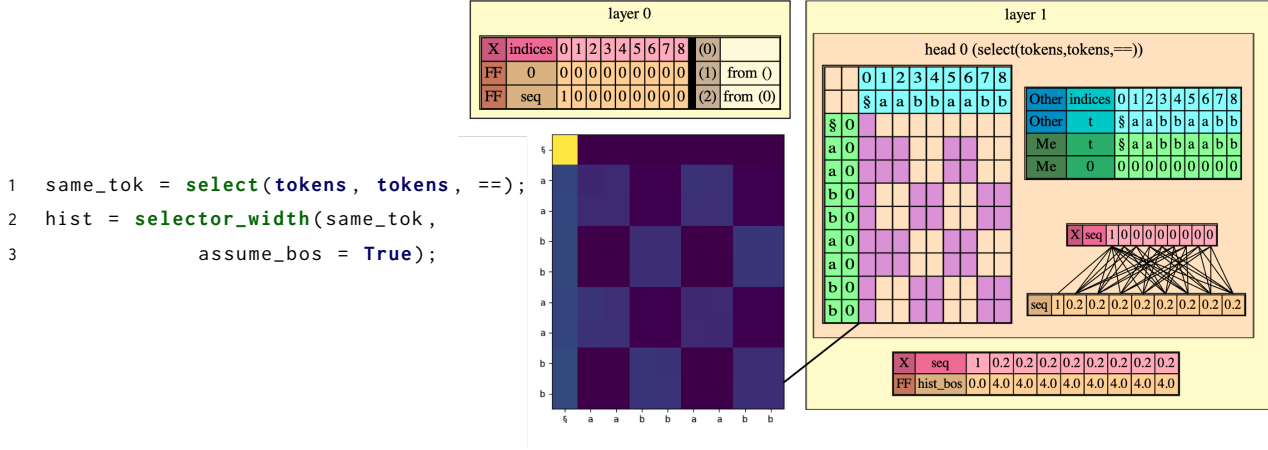 1 same_tok = select(tokens, tokens, ==);
2 hist = selector_width(same_tok,
3 assume_bos = True);
layer 0
X indices 0 1 2 3 4 5 6 7 8 (0)
FF 0 0 0 0 0 0 0 0 0 0 (1) from ()
FF seq 1 0 0 0 0 0 0 0 0 (2) from (0)
§
a
a
b
b
a
a
b
b
§ a a b b a a b b
layer 1
head 0 (select(tokens,tokens,==))
0 1 2 3 4 5 6 7 8
§ a a b b a a b b
§ 0
a 0
a 0
b 0
b 0
a 0
a 0
b 0
b 0
Other indices 0 1 2 3 4 5 6 7 8
Other t § a a b b a a b b
Me t § a a b b a a b b
Me 0 0 0 0 0 0 0 0 0 0
X seq 1 0 0 0 0 0 0 0 0
seq 1 0.2 0.2 0.2 0.2 0.2 0.2 0.2 0.2
X seq 1 0.2 0.2 0.2 0.2 0.2 0.2 0.2 0.2
FF hist_bos 0.0 4.0 4.0 4.0 4.0 4.0 4.0 4.0 4.0